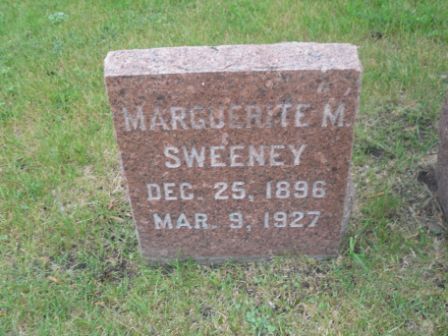 MARGUERITE M.
SWEENEY
DEC. 25, 1896
MAR. 9, 1927